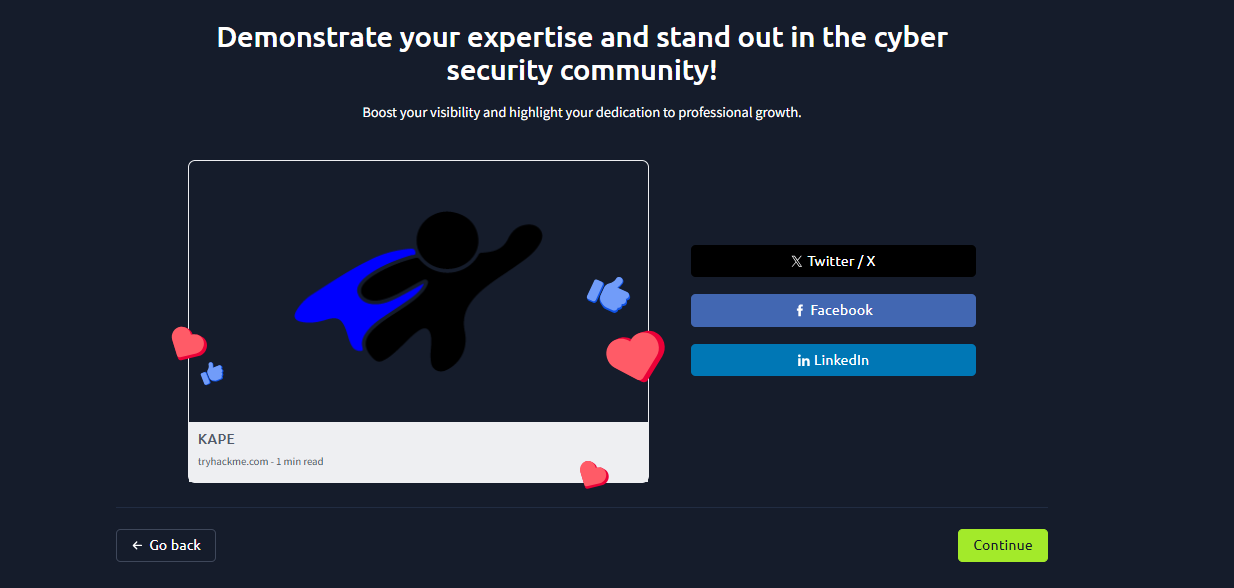 Demonstrate your expertise and stand out in the cyber
security community!
Boost your visibility and highlight your dedication to professional growth.
𝕏 Twitter / X
f Facebook
in LinkedIn
KAPE
tryhackme.com - 1 min read
← Go back
Continue